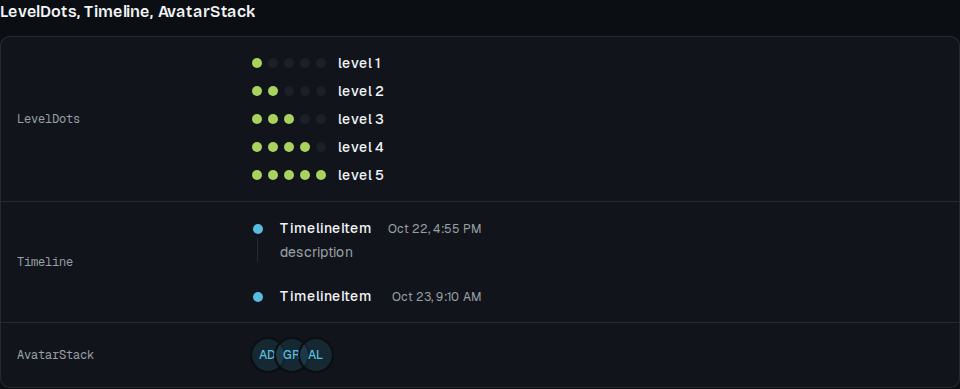 LevelDots, Timeline, AvatarStack
LevelDots
level 1
level 2
level 3
level 4
level 5
Timeline
TimelineItem Oct 22, 4:55 PM
description
TimelineItem Oct 23, 9:10 AM
AvatarStack
AD GR AL